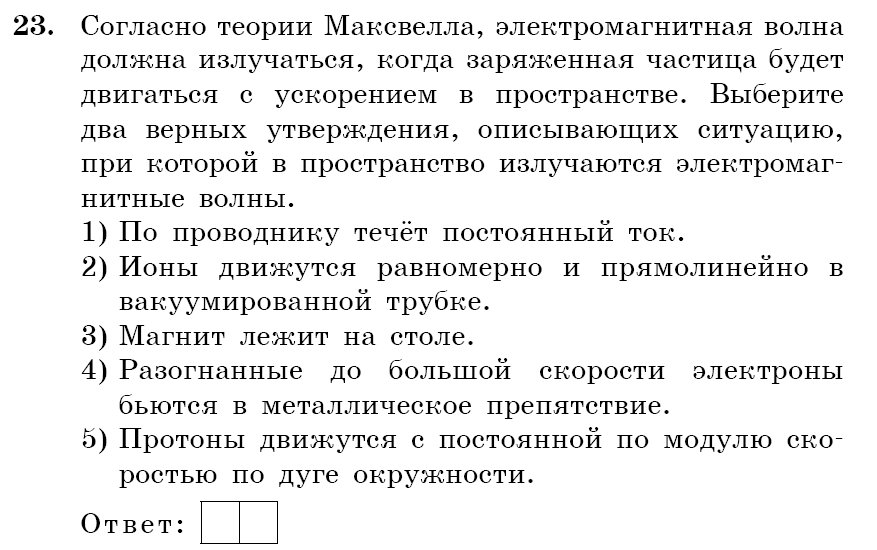 23. Согласно теории Максвелла, электромагнитная волна
должна излучаться, когда заряженная частица будет
двигаться с ускорением в пространстве. Выберите
два верных утверждения, описывающих ситуацию,
при которой в пространство излучаются электромаг-
нитные волны.
1) По проводнику течёт постоянный ток.
2) Ионы движутся равномерно и прямолинейно в
вакуумированной трубке.
3) Магнит лежит на столе.
4) Разогнанные до большой скорости электроны
бьются в металлическое препятствие.
5) Протоны движутся с постоянной по модулю ско-
ростью по дуге окружности.
Ответ: